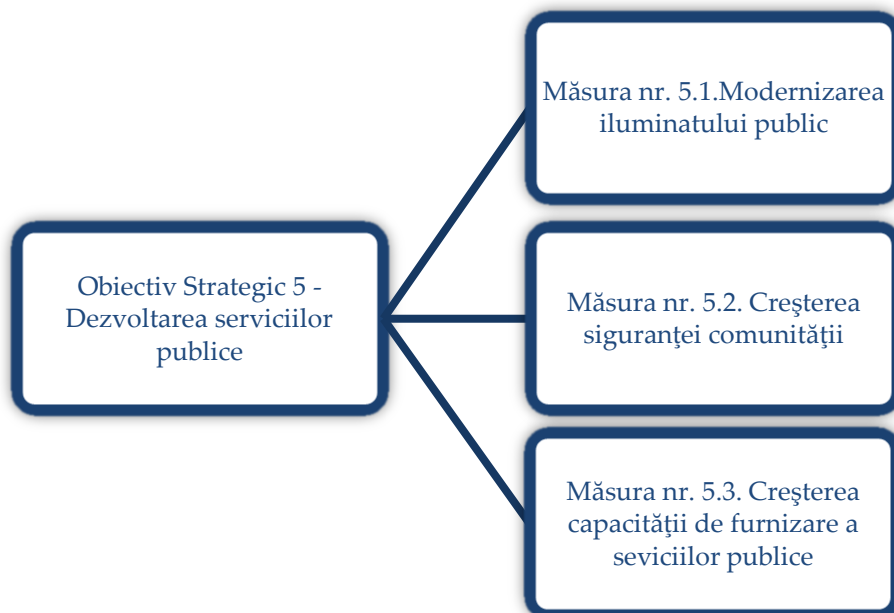 Obiectiv Strategic 5 -
Dezvoltarea serviciilor
publice
Măsura nr. 5.1.Modernizarea
iluminatului public
Măsura nr. 5.2. Creşterea
siguranţei comunităţii
Măsura nr. 5.3. Creşterea
capacităţii de furnizare a
seviciilor publice